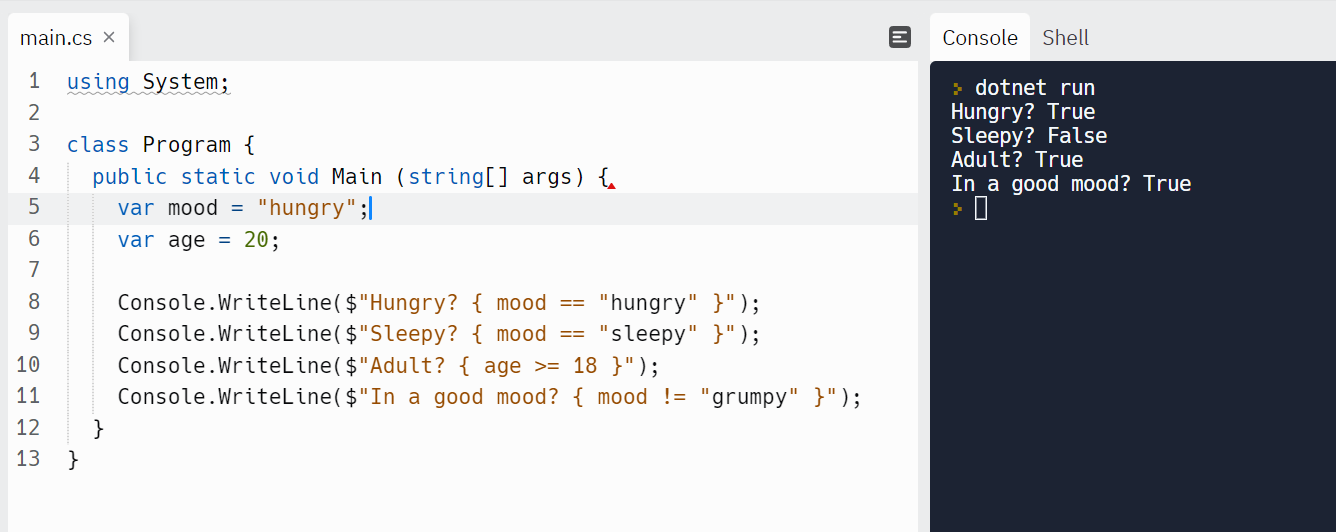 main.cs ×
Console Shell
1 using System;
2
3 class Program {
4 public static void Main (string[] args) {
5 var mood = "hungry";
6 var age = 20;
7
8 Console.WriteLine($"Hungry? { mood == "hungry" }");
9 Console.WriteLine($"Sleepy? { mood == "sleepy" }");
10 Console.WriteLine($"Adult? { age >= 18 }");
11 Console.WriteLine($"In a good mood? { mood != "grumpy" }");
12 }
13 }
dotnet run
Hungry? True
Sleepy? False
Adult? True
In a good mood? True